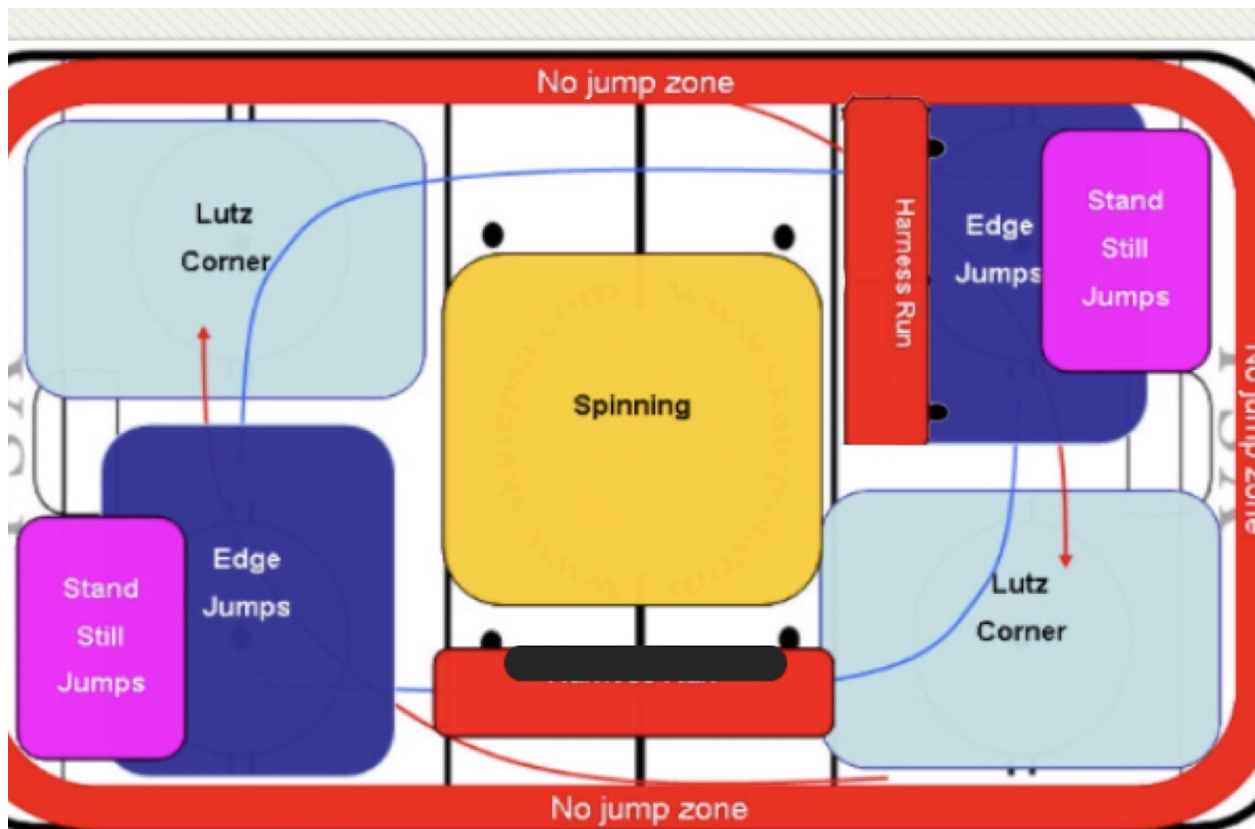 No jump zone
Lutz
Corner
Harness Run
Edge
Jumps
Stand
Still
Jumps
Spinning
No jump zone
Edge
Jumps
Stand
Still
Jumps
Lutz
Corner
No jump zone